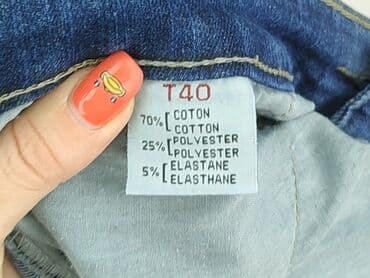 T40
70% [ COTON
COTTON
25% [ POLYESTER
POLYESTER
5% [ ELASTANE
ELASTHANE